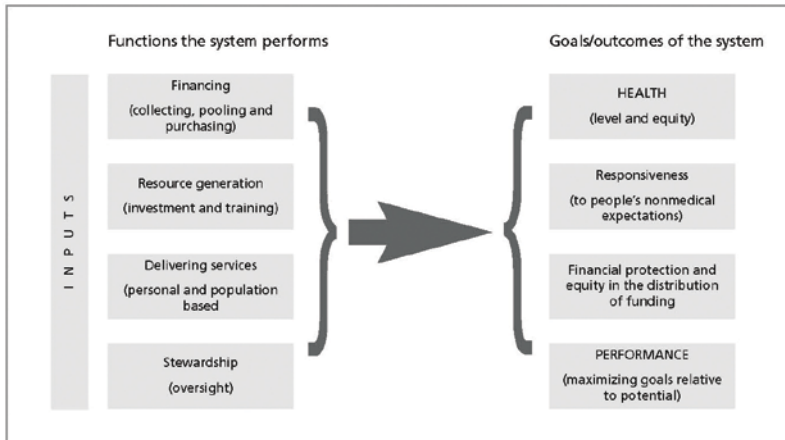 Functions the system performs
Goals/outcomes of the system
INPUTS
Financing
(collecting, pooling and
purchasing)
Resource generation
(investment and training)
Delivering services
(personal and population
based
Stewardship
(oversight)
HEALTH
(level and equity)
Responsiveness
(to people's nonmedical
expectations)
Financial protection and
equity in the distribution
of funding
PERFORMANCE
(maximizing goals relative
to potential)